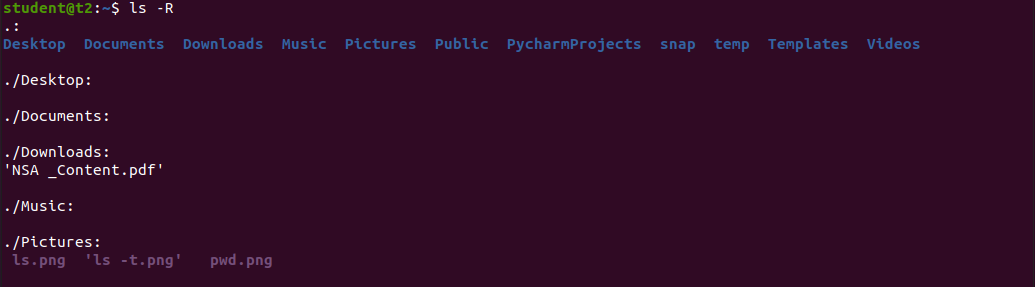 student@t2:~$ ls -R
.:
Desktop  Documents  Downloads  Music  Pictures  Public  PycharmProjects  snap  temp  Templates  Videos
./Desktop:
./Documents:
./Downloads:
'NSA _Content.pdf'
./Music:
./Pictures:
ls.png  'ls -t.png'   pwd.png